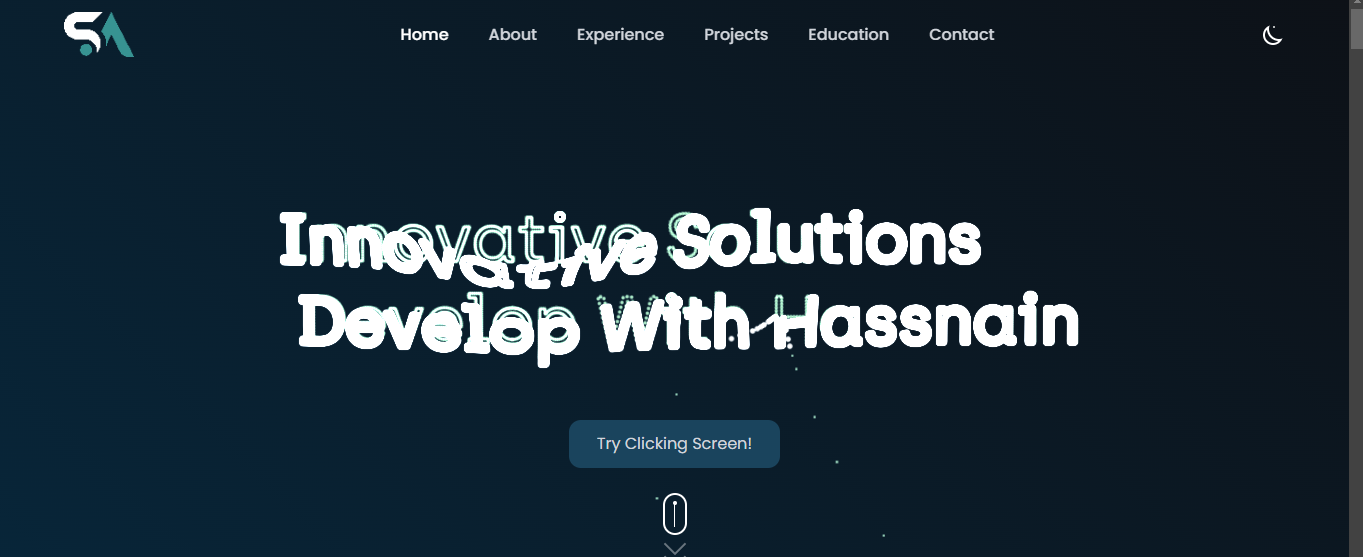 SA
Home About Experience Projects Education Contact
Innovative Solutions
Develop With Hassnain
Try Clicking Screen!